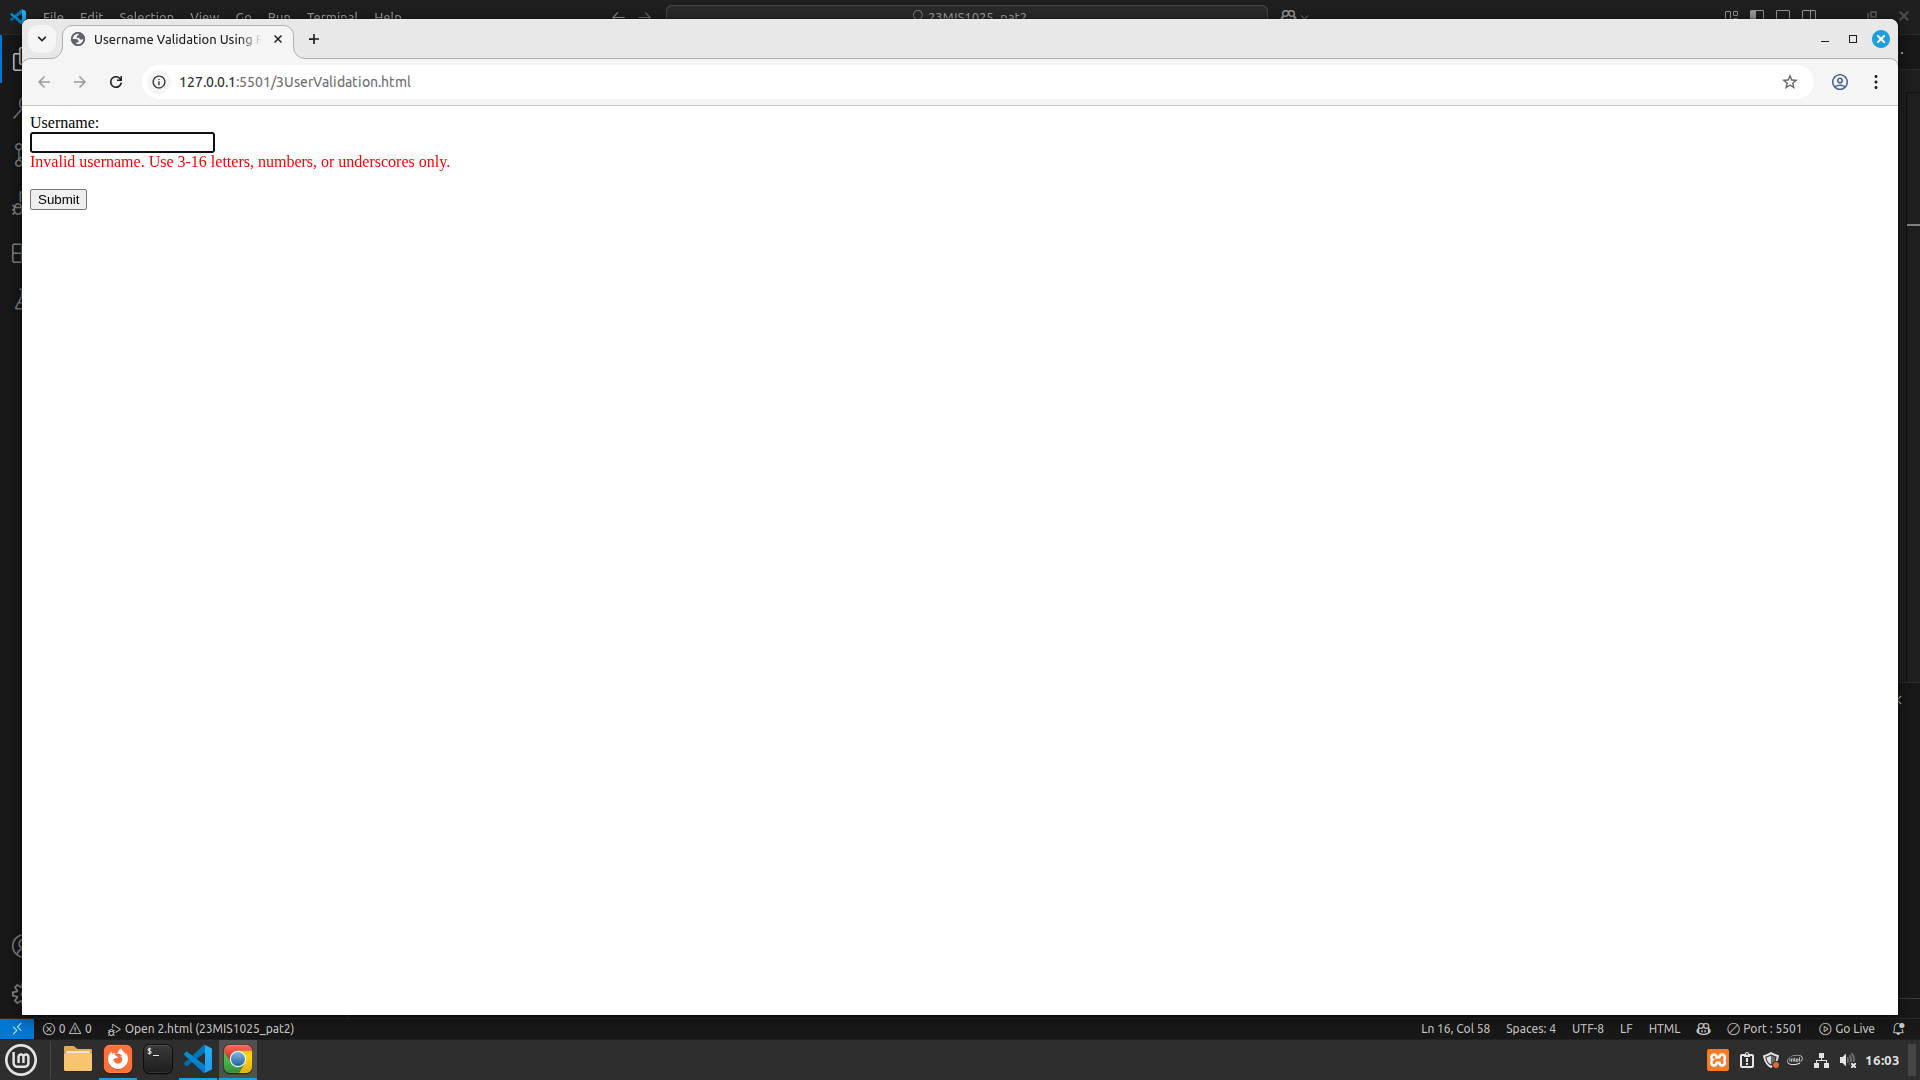 File Edit Selection View Go Run Terminal Help
23MIS1025_pat2
Username Validation Using
127.0.0.1:5501/3UserValidation.html
Username:
Invalid username. Use 3-16 letters, numbers, or underscores only.
Submit
0 0 Open 2.html (23MIS1025_pat2)
Ln 16, Col 58 Spaces: 4 UTF-8 LF HTML Port : 5501 Go Live
16:03